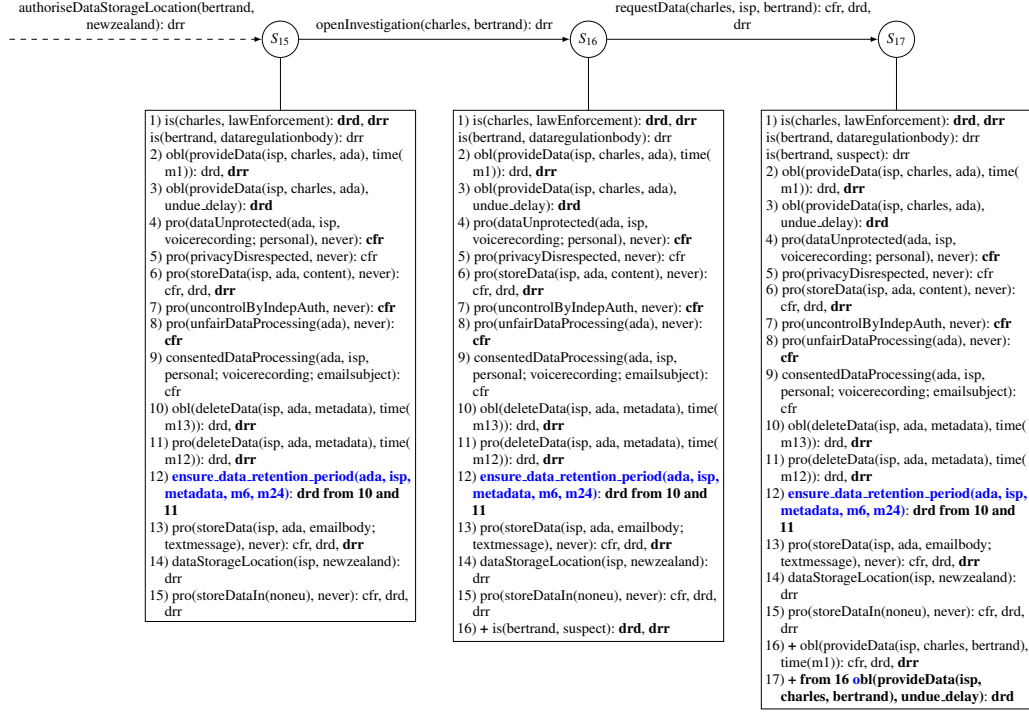 authoriseDataStorageLocation(bertrand,
newzealand): drr
openInvestigation(charles, bertrand): drr
requestData(charles, isp, bertrand): cfr, drd,
drr
S15
S16
S17
1) is(charles, lawEnforcement): drd, drr
is(bertrand, dataregulationbody): drr
2) obl(provideData(isp, charles, ada), time(
m1)): drd, drr
3) obl(provideData(isp, charles, ada),
undue_delay): drd
4) pro(dataUnprotected(ada, isp,
voicerecording; personal), never): cfr
5) pro(privacyDisrespected, never): cfr
6) pro(storeData(isp, ada, content), never):
cfr, drd, drr
7) pro(uncontrolByIndepAuth, never): cfr
8) pro(unfairDataProcessing(ada), never):
cfr
9) consentedDataProcessing(ada, isp,
personal; voicerecording; emailsubject):
cfr
10) obl(deleteData(isp, ada, metadata), time(
m13)): drd, drr
11) pro(deleteData(isp, ada, metadata), time(
m12)): drd, drr
12) ensure_data_retention_period(ada, isp,
metadata, m6, m24): drd from 10 and
11
13) pro(storeData(isp, ada, emailbody;
textmessage), never): cfr, drd, drr
14) dataStorageLocation(isp, newzealand):
drr
15) pro(storeDataIn(noneu), never): cfr, drd,
drr
1) is(charles, lawEnforcement): drd, drr
is(bertrand, dataregulationbody): drr
2) obl(provideData(isp, charles, ada), time(
m1)): drd, drr
3) obl(provideData(isp, charles, ada),
undue_delay): drd
4) pro(dataUnprotected(ada, isp,
voicerecording; personal), never): cfr
5) pro(privacyDisrespected, never): cfr
6) pro(storeData(isp, ada, content), never):
cfr, drd, drr
7) pro(uncontrolByIndepAuth, never): cfr
8) pro(unfairDataProcessing(ada), never):
cfr
9) consentedDataProcessing(ada, isp,
personal; voicerecording; emailsubject):
cfr
10) obl(deleteData(isp, ada, metadata), time(
m13)): drd, drr
11) pro(deleteData(isp, ada, metadata), time(
m12)): drd, drr
12) ensure_data_retention_period(ada, isp,
metadata, m6, m24): drd from 10 and
11
13) pro(storeData(isp, ada, emailbody;
textmessage), never): cfr, drd, drr
14) dataStorageLocation(isp, newzealand):
drr
15) pro(storeDataIn(noneu), never): cfr, drd,
drr
16) + is(bertrand, suspect): drd, drr
1) is(charles, lawEnforcement): drd, drr
is(bertrand, dataregulationbody): drr
is(bertrand, suspect): drr
2) obl(provideData(isp, charles, ada), time(
m1)): drd, drr
3) obl(provideData(isp, charles, ada),
undue_delay): drd
4) pro(dataUnprotected(ada, isp,
voicerecording; personal), never): cfr
5) pro(privacyDisrespected, never): cfr
6) pro(storeData(isp, ada, content), never):
cfr, drd, drr
7) pro(uncontrolByIndepAuth, never): cfr
8) pro(unfairDataProcessing(ada), never):
cfr
9) consentedDataProcessing(ada, isp,
personal; voicerecording; emailsubject):
cfr
10) obl(deleteData(isp, ada, metadata), time(
m13)): drd, drr
11) pro(deleteData(isp, ada, metadata), time(
m12)): drd, drr
12) ensure_data_retention_period(ada, isp,
metadata, m6, m24): drd from 10 and
11
13) pro(storeData(isp, ada, emailbody;
textmessage), never): cfr, drd, drr
14) dataStorageLocation(isp, newzealand):
drr
15) pro(storeDataIn(noneu), never): cfr, drd,
drr
16) + obl(provideData(isp, charles, bertrand),
time(m1)): cfr, drd, drr
17) + from 16 obl(provideData(isp,
charles, bertrand), undue_delay): drd